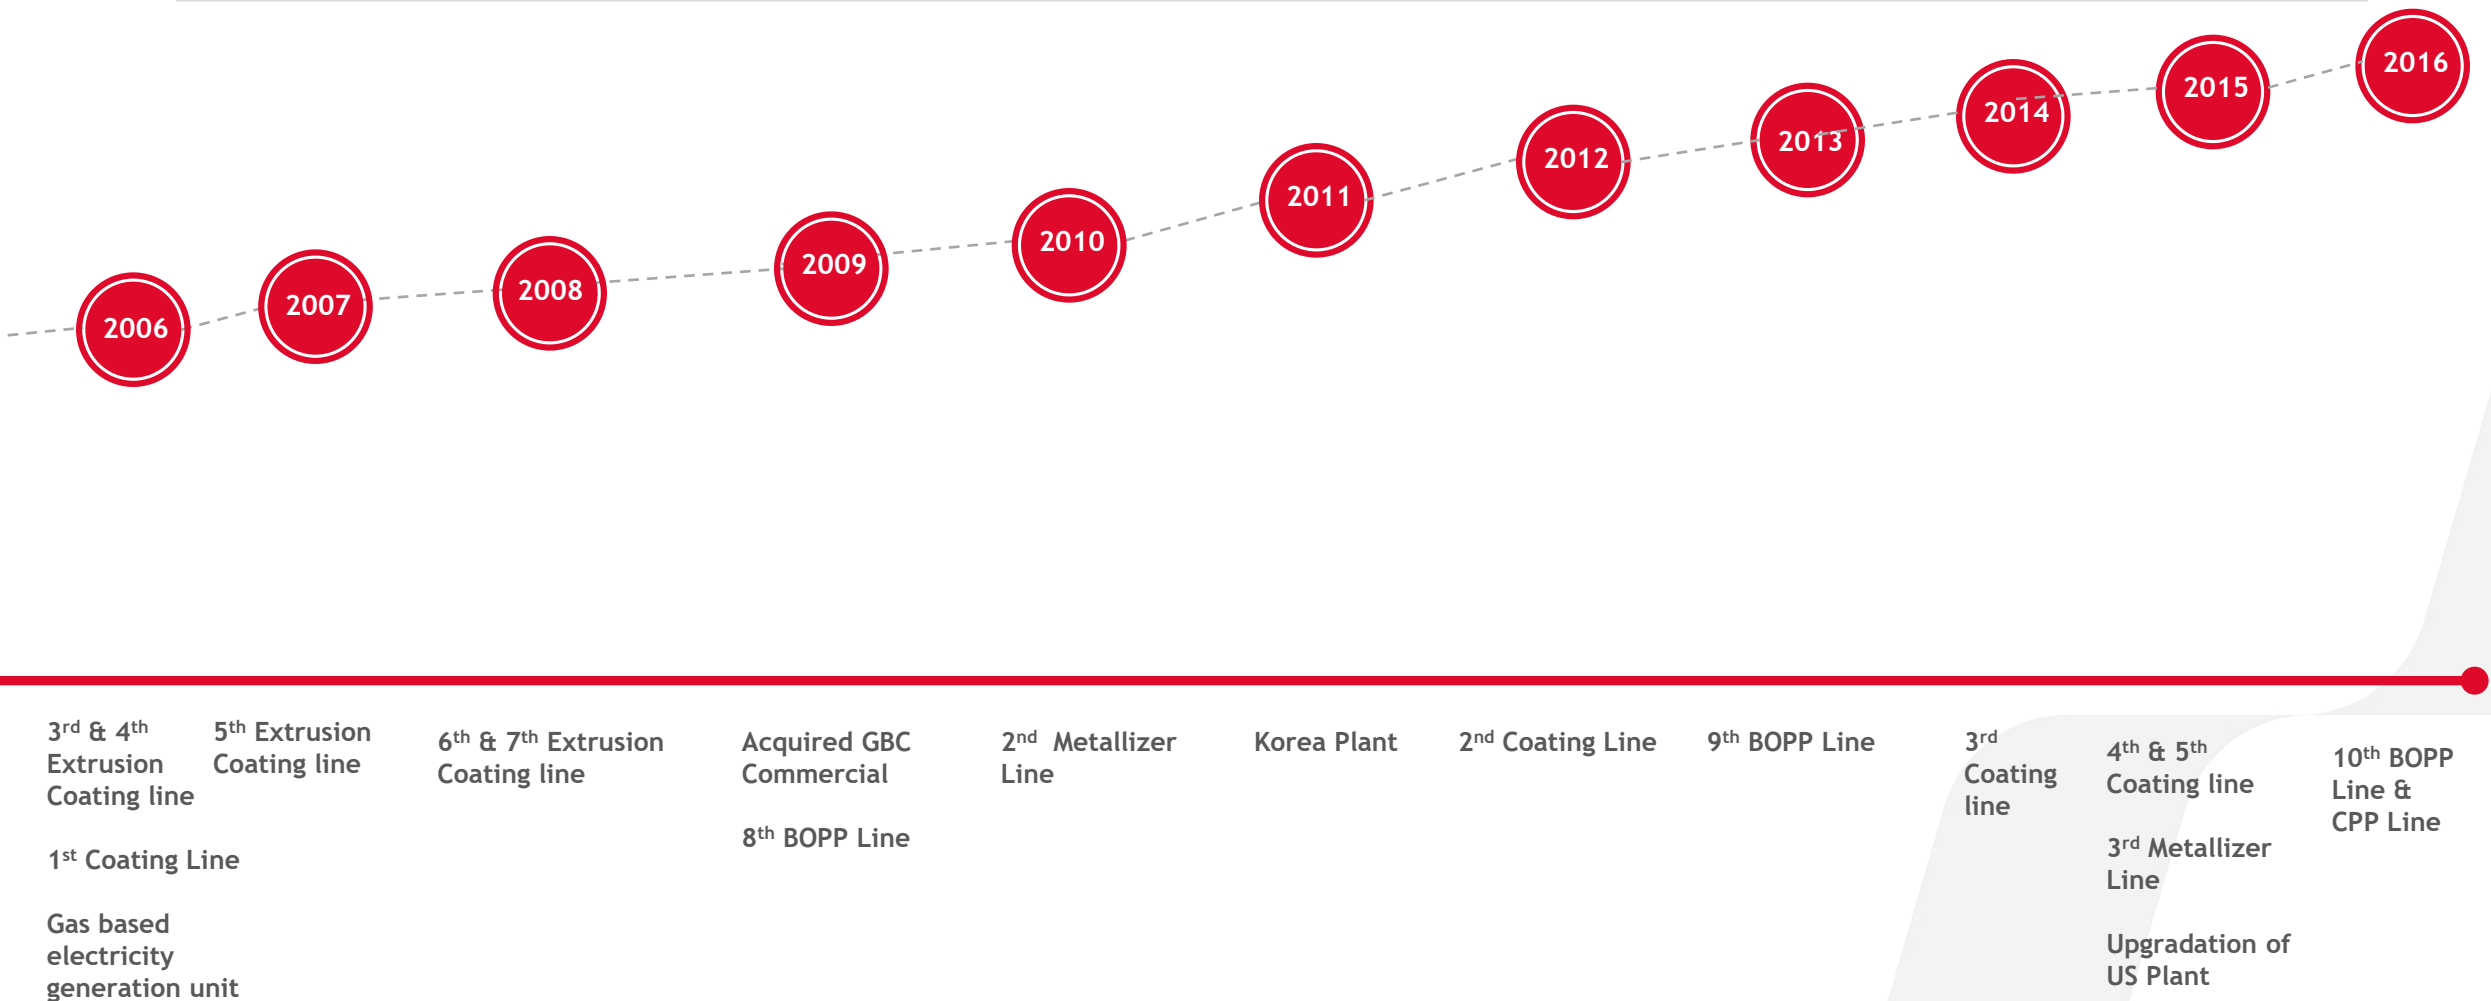 2006
2007
2008
2009
2010
2011
2012
2013
2014
2015
2016
3rd & 4th
Extrusion
Coating line
1st Coating Line
Gas based
electricity
generation unit
5th Extrusion
Coating line
6th & 7th Extrusion
Coating line
Acquired GBC
Commercial
8th BOPP Line
2nd Metallizer
Line
Korea Plant
2nd Coating Line
9th BOPP Line
3rd
Coating
line
4th & 5th
Coating line
3rd Metallizer
Line
Upgradation of
US Plant
10th BOPP
Line &
CPP Line